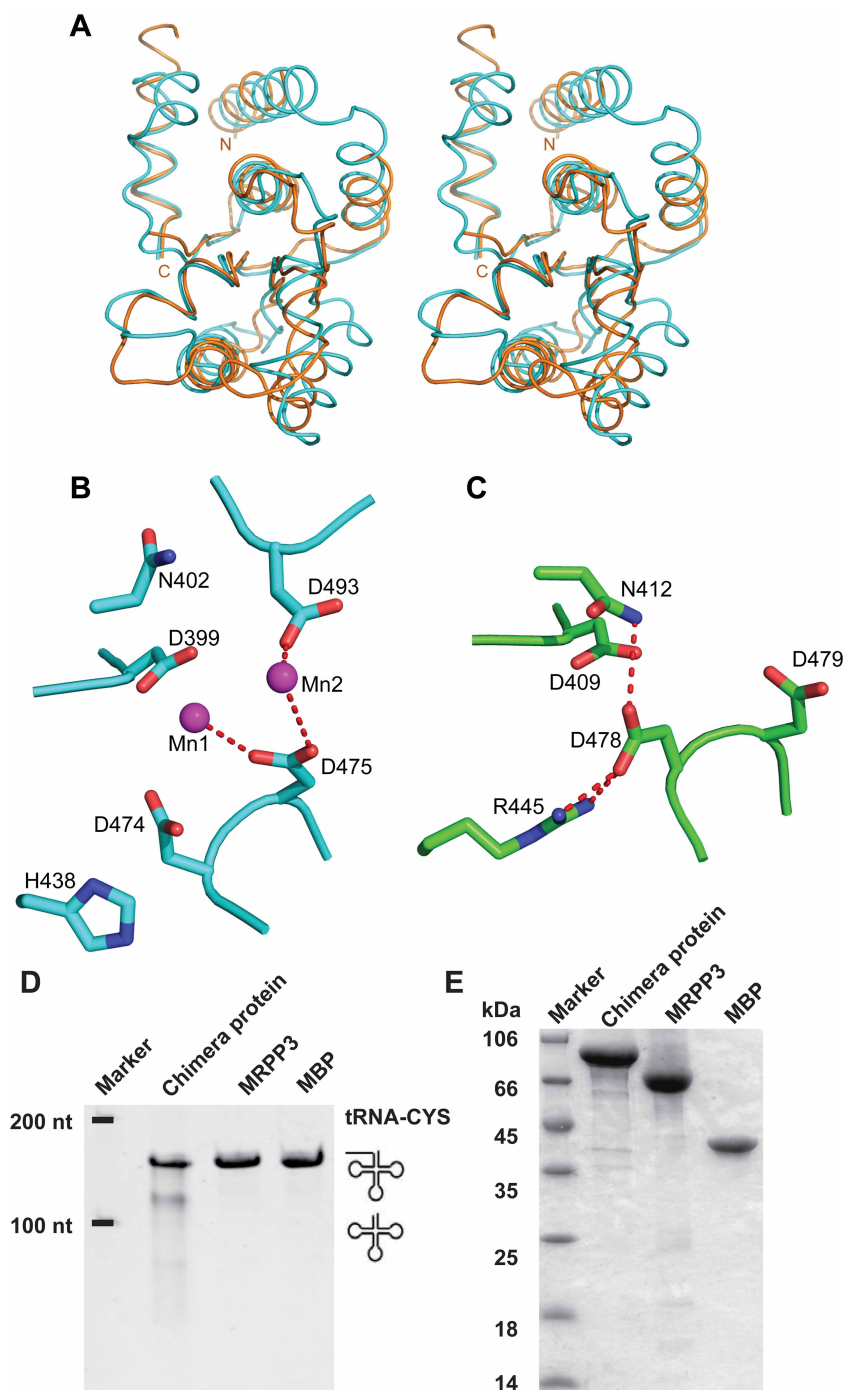 A
N
C
N
C
B
N402
D493
D399
Mn2
Mn1
D475
D474
H438
C
N412
D409
D479
D478
R445
D
Marker
Chimera protein
MRPP3
MBP
200 nt
100 nt
tRNA-CYS
E
kDa
Marker
Chimera protein
MRPP3
MBP
106
66
45
35
25
18
14